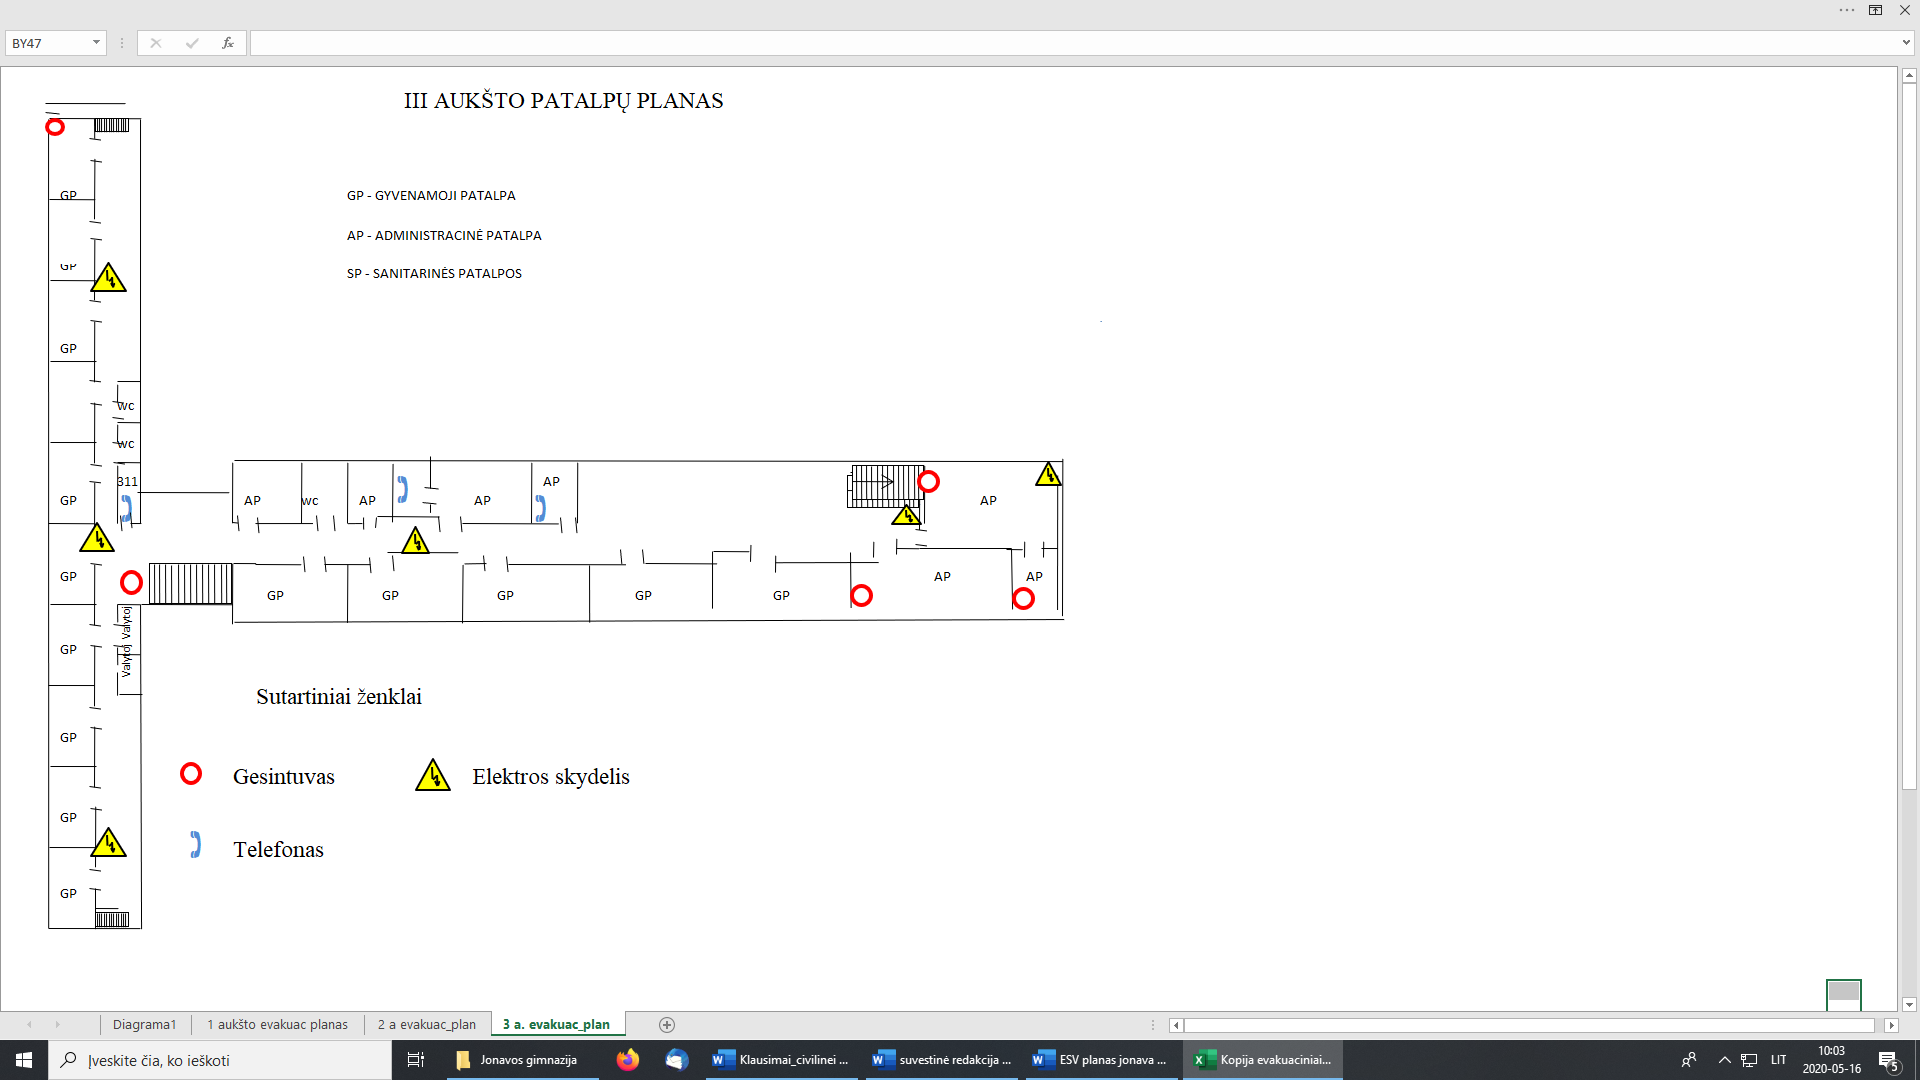 BY47
fx
III AUKŠTO PATALPŲ PLANAS
GP - GYVENAMOJI PATALPA
AP - ADMINISTRACINĖ PATALPA
SP - SANITARINĖS PATALPOS
GP
GP
GP
wc
wc
311
GP
AP
wc
AP
AP
AP
AP
GP
GP
GP
GP
GP
GP
AP
AP
Valytoj
Valytoj
GP
GP
GP
GP
Sutartiniai ženklai
Gesintuvas
Elektros skydelis
Telefonas
Diagrama1
1 aukšto evakuac planas
2 a evakuac_plan
3 a. evakuac_plan
Įveskite čia, ko ieškoti
Jonavos gimnazija
Klausimai_civilinei ...
suvestinė redakcija ...
ESV planas jonava ...
Kopija evakuaciniai...
LIT
10:03
2020-05-16
5